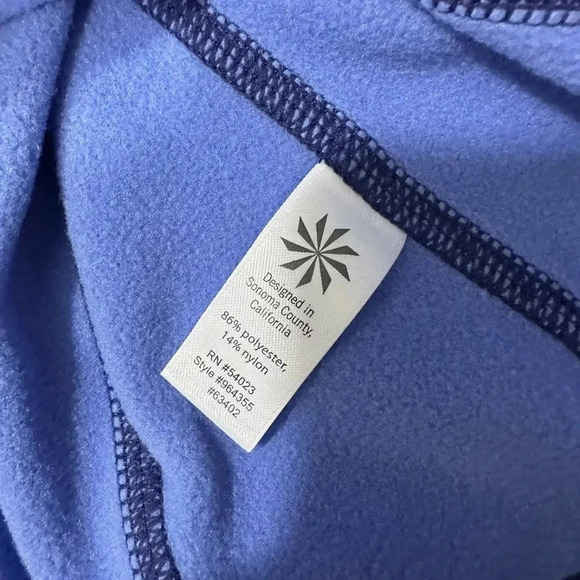 Designed in
Sonoma County,
California
86% polyester,
14% nylon
RN #54023
Style #964355
#63402